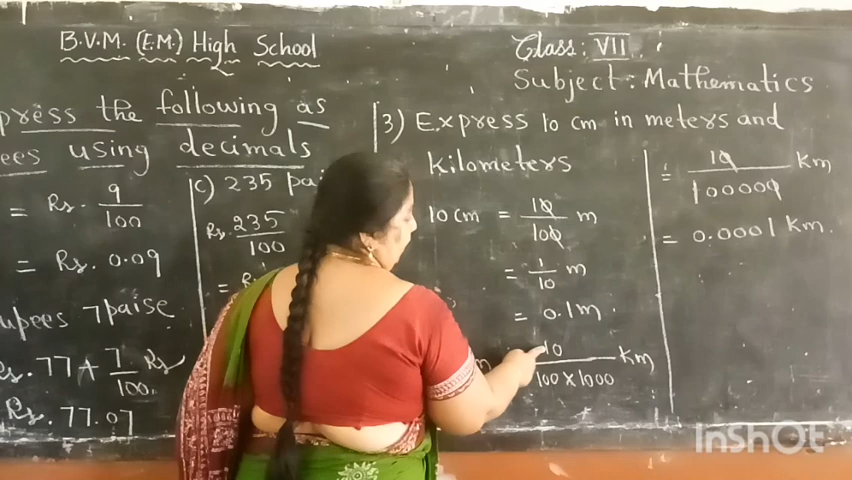 B.V.M. (E.M.) High School
Class: VII
Subject: Mathematics
press the following as
ees using decimals
= Rs. 9/100
= Rs. 0.09
upees 7 paise
s. 77 + 7/100 Rs
Rs. 77.07
c) 235 pai
Rs. 235/100
=
3) Express 10 cm in meters and
kilometers
10 cm = 10/100 m
= 1/10 m
= 0.1m
10/100 x 1000 km
= 10/100000 km
= 0.0001 km.
InShOt